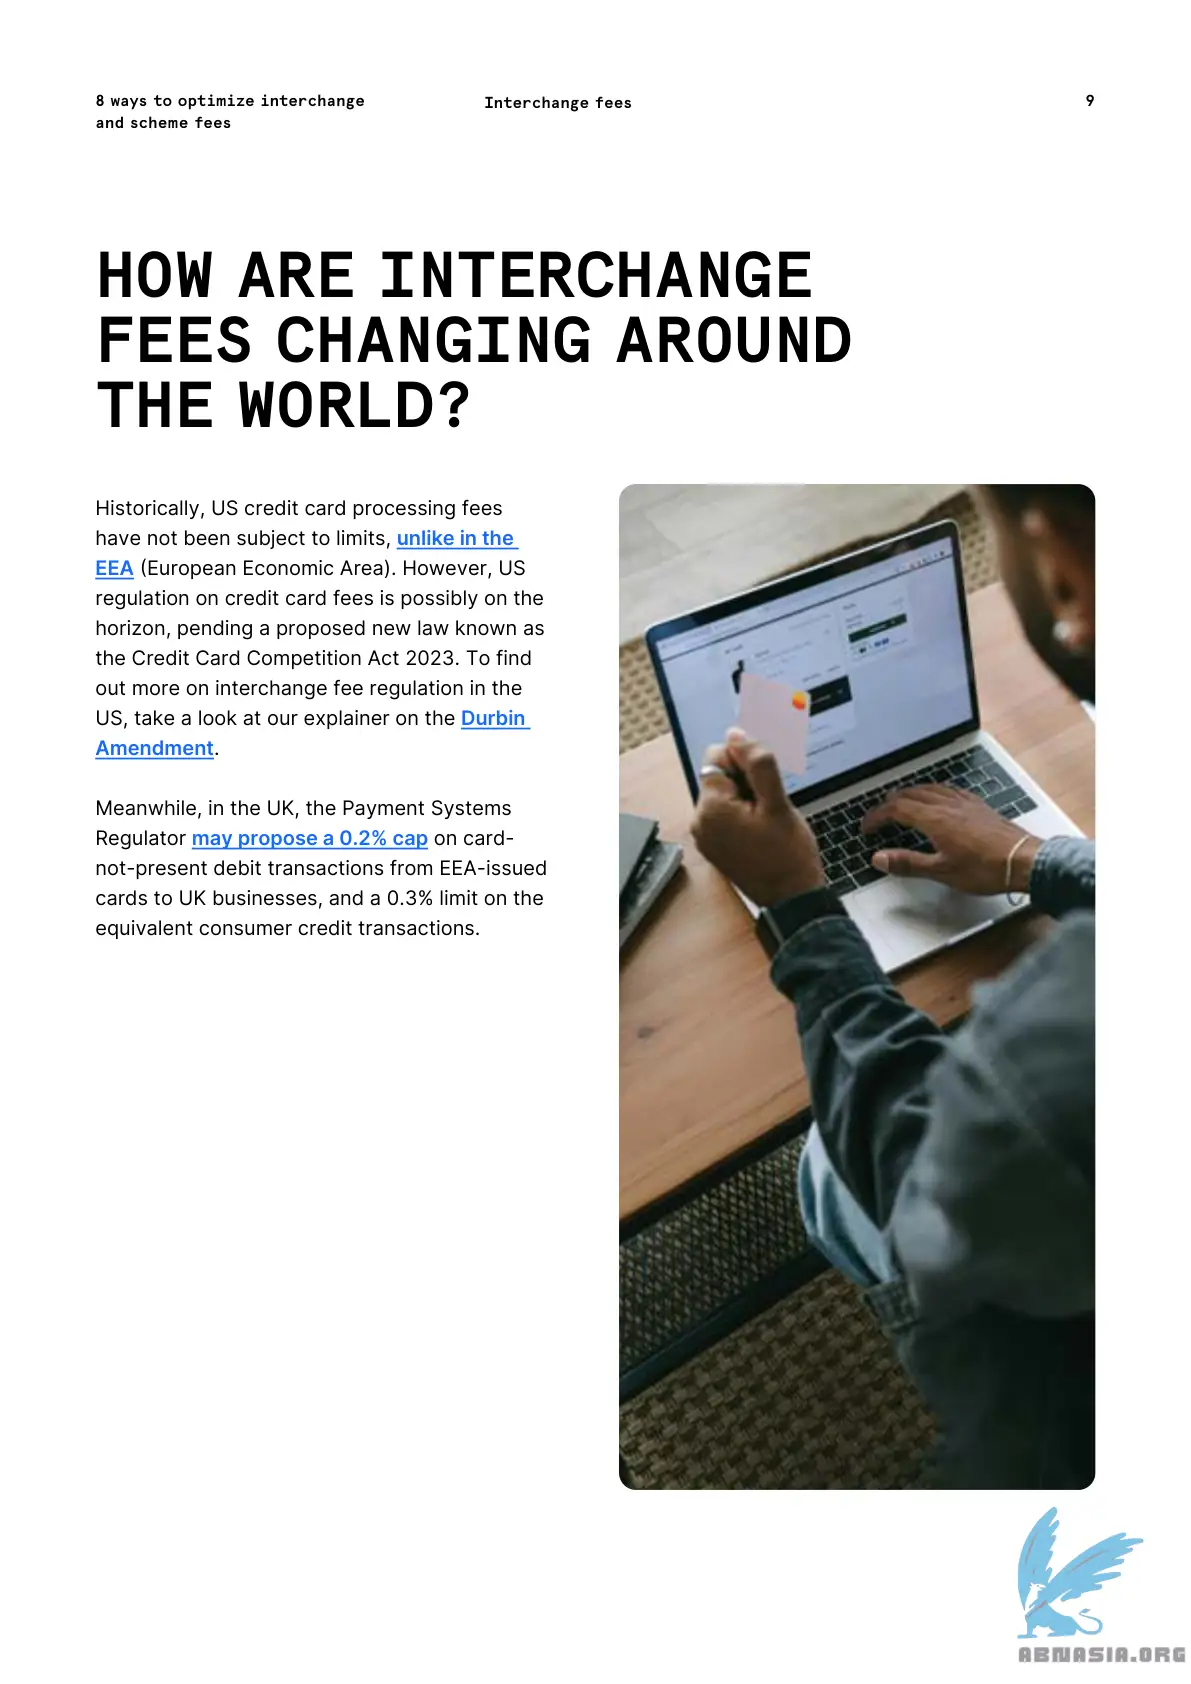 8 ways to optimize interchange
and scheme fees
Interchange fees
9
HOW ARE INTERCHANGE
FEES CHANGING AROUND
THE WORLD?
Historically, US credit card processing fees
have not been subject to limits, unlike in the
EEA (European Economic Area). However, US
regulation on credit card fees is possibly on the
horizon, pending a proposed new law known as
the Credit Card Competition Act 2023. To find
out more on interchange fee regulation in the
US, take a look at our explainer on the Durbin
Amendment.
Meanwhile, in the UK, the Payment Systems
Regulator may propose a 0.2% cap on card-
not-present debit transactions from EEA-issued
cards to UK businesses, and a 0.3% limit on the
equivalent consumer credit transactions.
ABNASIA.ORG